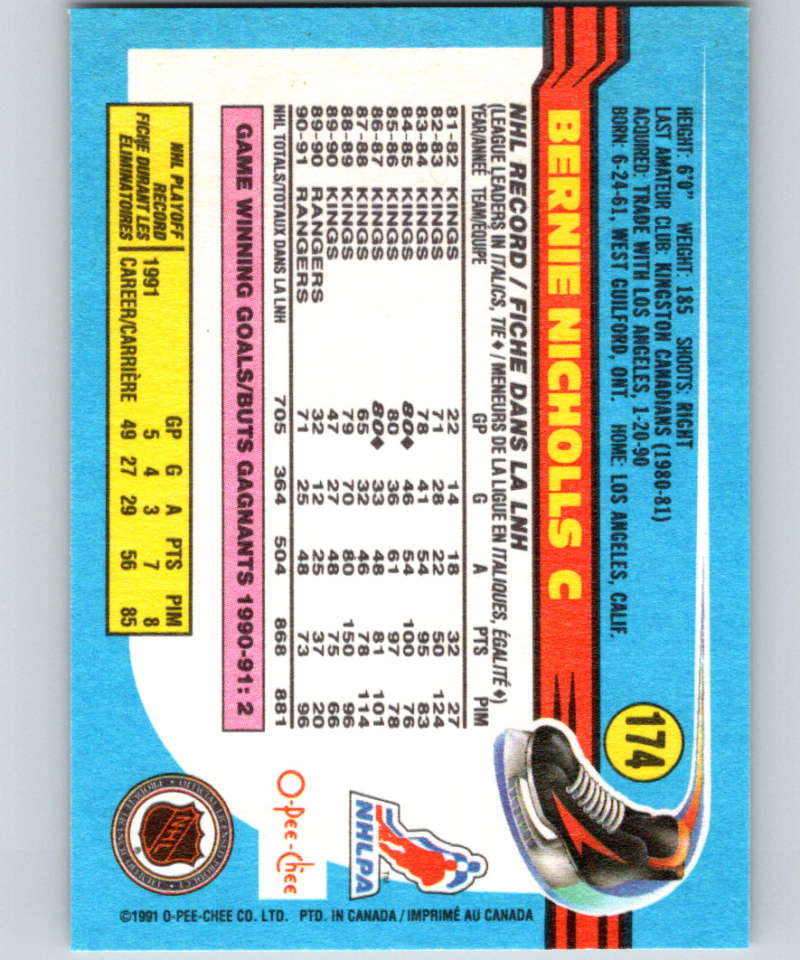 HEIGHT: 6'0" WEIGHT: 185 SHOOTS: RIGHT
LAST AMATEUR CLUB: KINGSTON CANADIANS (1980-81)
ACQUIRED: TRADE WITH LOS ANGELES, 1-20-90
BORN: 6-24-61, WEST GUILFORD, ONT. HOME: LOS ANGELES, CALIF.
174
BERNIE NICHOLLS C
NHL RECORD / FICHE DANS LA LNH
(LEAGUE LEADERS IN ITALICS, TIE♦ / MENEURS DE LA LIGUE EN ITALIQUES, ÉGALITÉ♦)
YEAR/ANNÉE TEAM/ÉQUIPE GP G A PTS PIM
81-82 KINGS 22 14 18 32 27
82-83 KINGS 71 28 22 50 124
83-84 KINGS 78 41 54 95 83
84-85 KINGS 80♦ 46 54 100 76
85-86 KINGS 80 36 61 97 78
86-87 KINGS 80♦ 33 48 81 101
87-88 KINGS 65 32 46 78 114
88-89 KINGS 79 70 80 150 96
89-90 KINGS 47 27 48 75 66
89-90 RANGERS 32 12 25 37 20
90-91 RANGERS 71 25 48 73 96
NHL TOTALS/TOTAUX DANS LA LNH 705 364 504 868 881
GAME WINNING GOALS/BUTS GAGNANTS 1990-91: 2
NHL PLAYOFF RECORD
FICHE DURANT LES ÉLIMINATOIRES
GP G A PTS PIM
1991 5 4 3 7 8
CAREER/CARRIÈRE 49 27 29 56 85
NHLPA
TM
O-Pee-Chee
NHL
OFFICIAL LICENSED PRODUCT
©1991 O-PEE-CHEE CO. LTD. PTD. IN CANADA / IMPRIMÉ AU CANADA